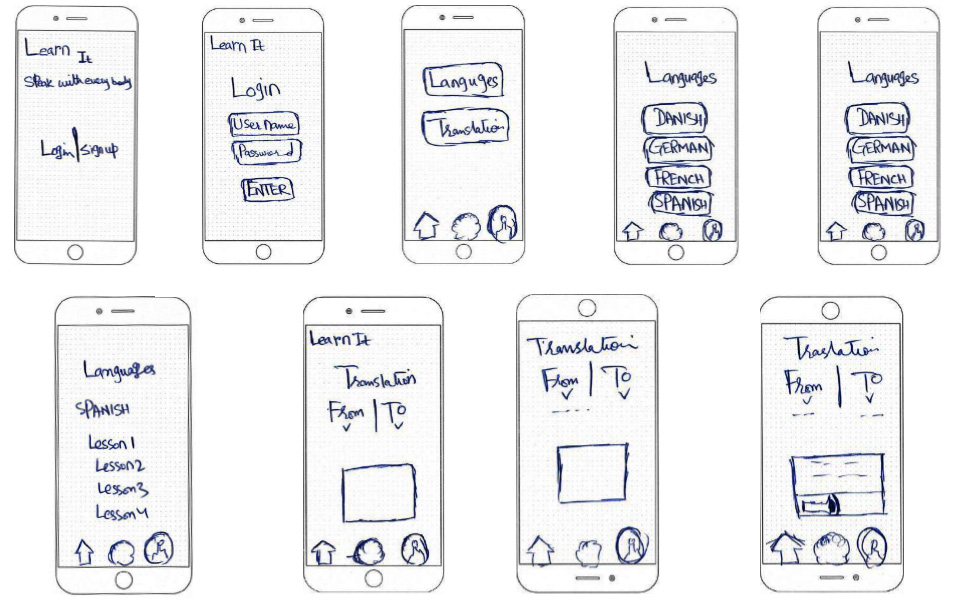 Learn It
Speak with every body
Login | signup
Learn It
Login
User name
Password
ENTER
Languges
Translation
Languages
DANISH
GERMAN
FRENCH
SPANISH
Languages
DANISH
GERMAN
FRENCH
SPANISH
Languages
SPANISH
Lesson 1
Lesson 2
Lesson 3
Lesson 4
Learn It
Translation
From | To
Translation
From | To
Traslation
From | To